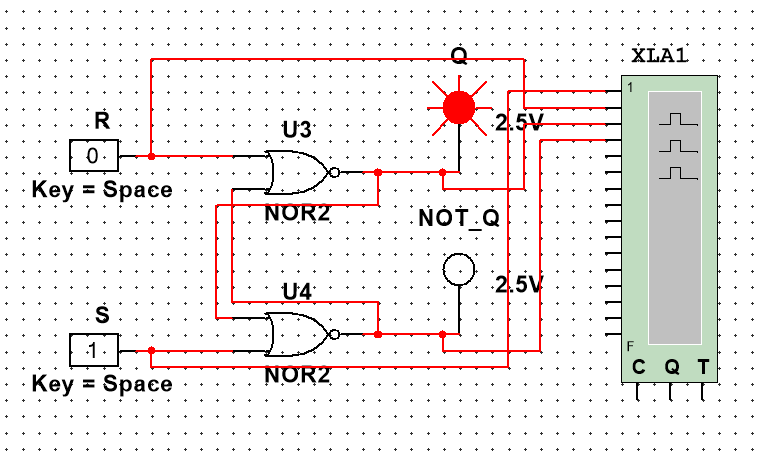 Q
XLA1
1
R
U3
2.5V
0
Key = Space
NOR2
NOT_Q
U4
2.5V
S
1
F
NOR2
C Q T
Key = Space